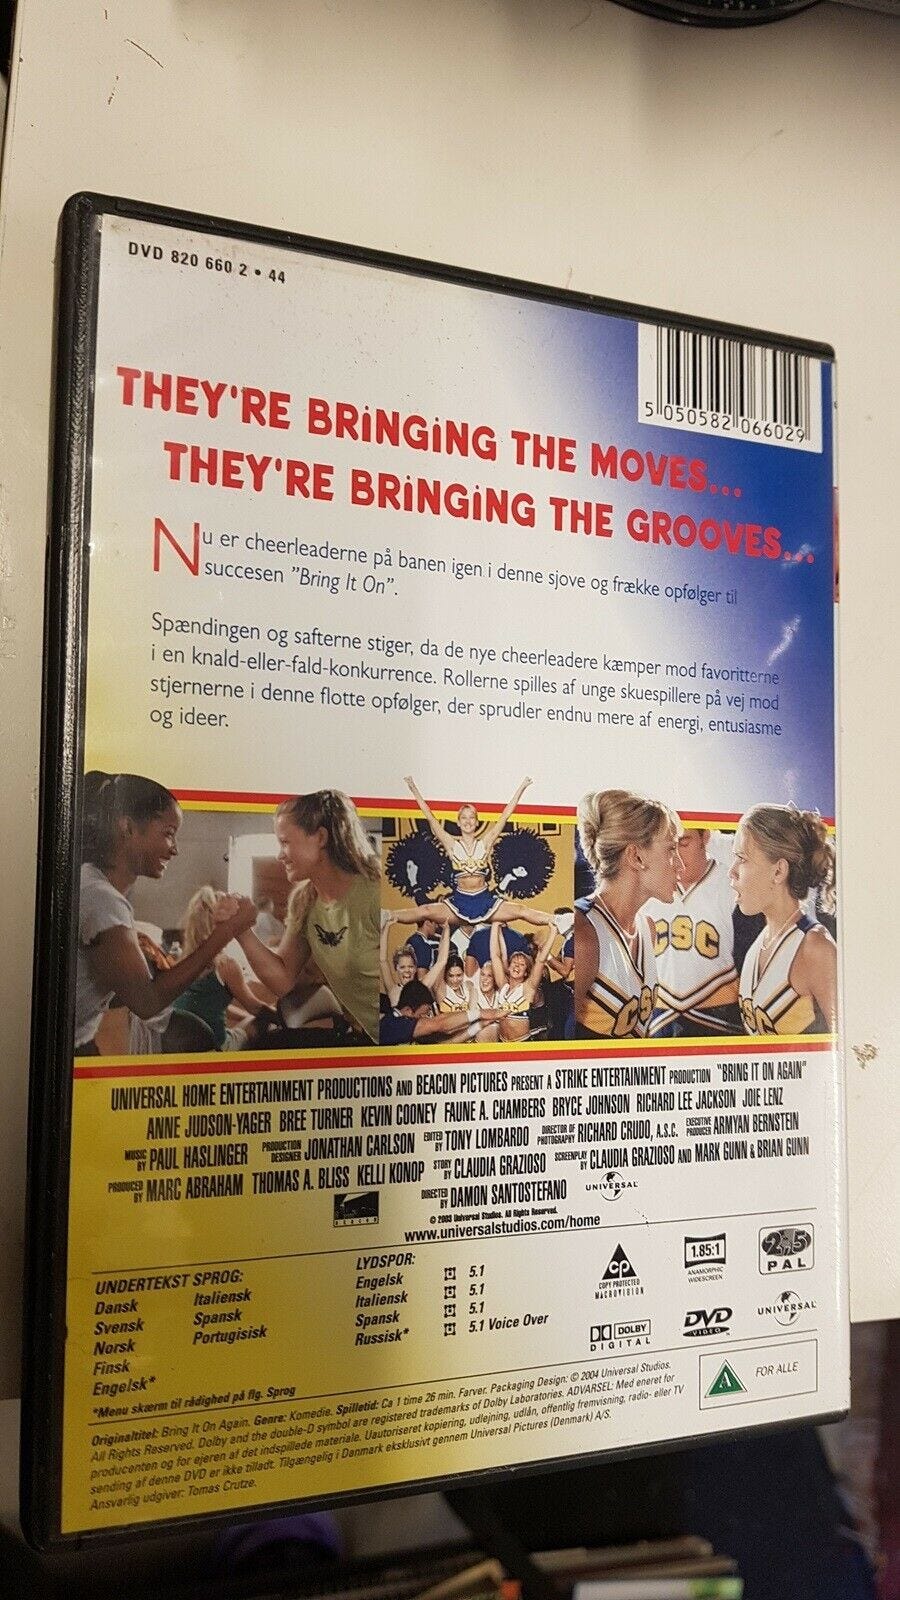 DVD 820 660 2 • 44
5 050582 066029
THEY'RE BRiNGiNG THE MOVES...
THEY'RE BRiNGiNG THE GROOVES...
Nu er cheerleaderne på banen igen i denne sjove og frække opfølger til
succesen "Bring It On".
Spændingen og safterne stiger, da de nye cheerleadere kæmper mod favoritterne
i en knald-eller-fald-konkurrence. Rollerne spilles af unge skuespillere på vej mod
stjernerne i denne flotte opfølger, der sprudler endnu mere af energi, entusiasme
og ideer.
CSC
CSC
CSC
CSC
CSC
CSC
UNIVERSAL HOME ENTERTAINMENT PRODUCTIONS AND BEACON PICTURES PRESENT A STRIKE ENTERTAINMENT PRODUCTION "BRING IT ON AGAIN"
ANNE JUDSON-YAGER BREE TURNER KEVIN COONEY FAUNE A. CHAMBERS BRYCE JOHNSON RICHARD LEE JACKSON JOIE LENZ
MUSIC BY PAUL HASLINGER PRODUCTION DESIGNER JONATHAN CARLSON EDITED BY TONY LOMBARDO DIRECTOR OF PHOTOGRAPHY RICHARD CRUDO, A.S.C. EXECUTIVE PRODUCER ARMYAN BERNSTEIN
PRODUCED BY MARC ABRAHAM THOMAS A. BLISS KELLI KONOP STORY BY CLAUDIA GRAZIOSO SCREENPLAY BY CLAUDIA GRAZIOSO AND MARK GUNN & BRIAN GUNN
BEACON
DIRECTED BY DAMON SANTOSTEFANO
UNIVERSAL
© 2003 Universal Studios. All Rights Reserved.
www.universalstudios.com/home
UNDERTEKST SPROG:
Dansk Italiensk
Svensk Spansk
Norsk Portugisisk
Finsk
Engelsk*
*Menu skærm til rådighed på flg. Sprog
LYDSPOR:
Engelsk 5.1
Italiensk 5.1
Spansk 5.1
Russisk* 5.1 Voice Over
CP
COPY PROTECTED
MACROVISION
1.85:1
ANAMORPHIC
WIDESCREEN
2 5
PAL
DOLBY
DIGITAL
DVD
VIDEO
UNIVERSAL
A
FOR ALLE
Originaltitel: Bring It On Again. Genre: Komedie. Spilletid: Ca 1 time 26 min. Farver. Packaging Design: © 2004 Universal Studios.
All Rights Reserved. Dolby and the double-D symbol are registered trademarks of Dolby Laboratories. ADVARSEL: Med eneret for
producenten og for ejeren af det indspillede materiale. Uautoriseret kopiering, udlejning, udlån, offentlig fremvisning, radio- eller TV
sending af denne DVD er ikke tilladt. Tilgængelig i Danmark eksklusivt gennem Universal Pictures (Denmark) A/S.
Ansvarlig udgiver: Tomas Crutze.